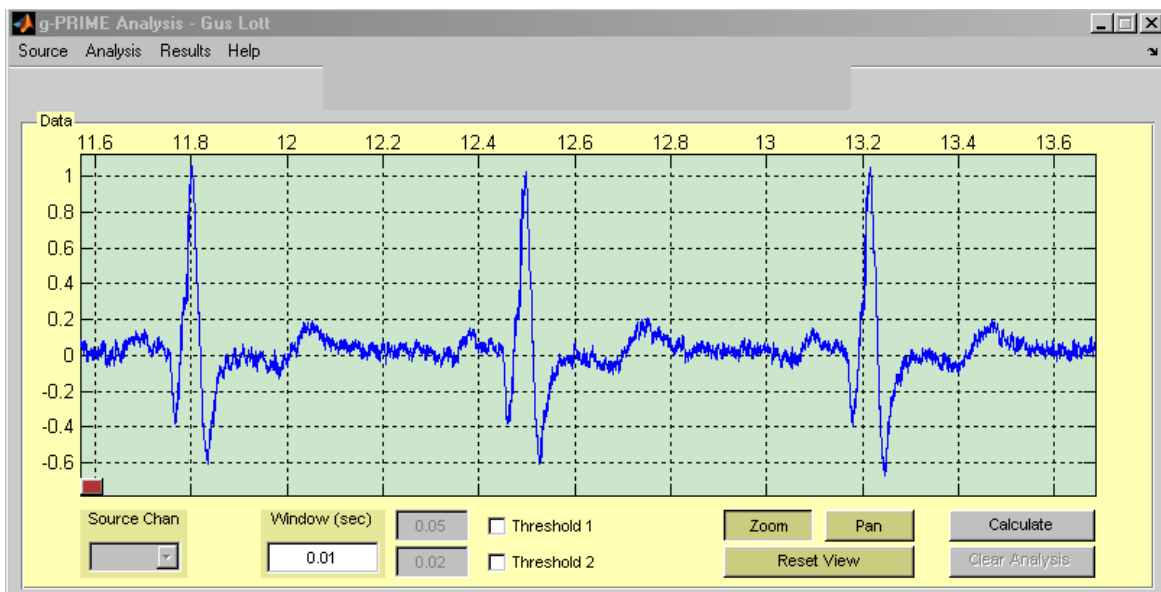 g-PRIME Analysis - Gus Lott
Source Analysis Results Help
Data
11.6 11.8 12 12.2 12.4 12.6 12.8 13 13.2 13.4 13.6
1
0.8
0.6
0.4
0.2
0
-0.2
-0.4
-0.6
Source Chan Window (sec) 0.05 Threshold 1 Zoom Pan Calculate
0.01 0.02 Threshold 2 Reset View Clear Analysis